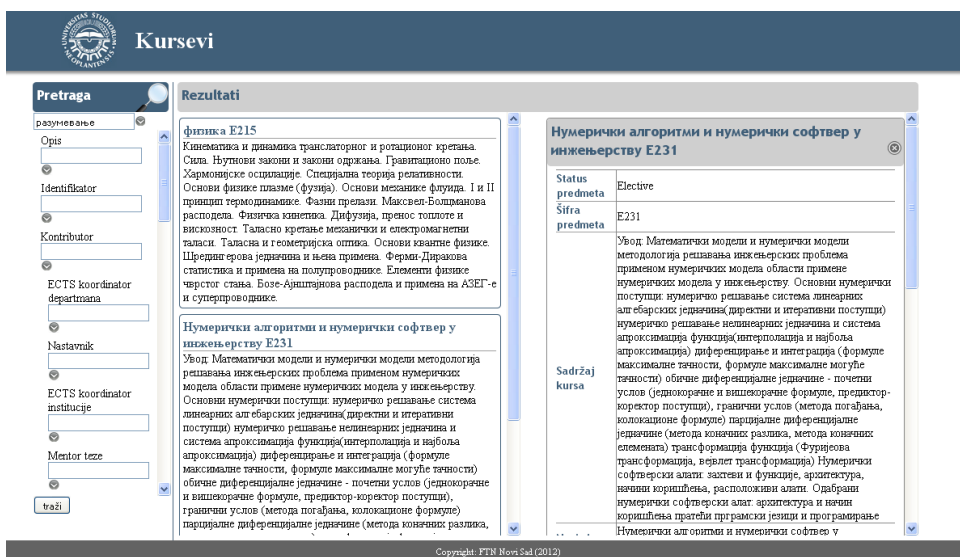 Kursevi
Pretraga
Rezultati
разумевање
Opis
Identifikator
Kontributor
ECTS koordinator
departmana
Nastavnik
ECTS koordinator
institucije
Mentor teze
traži
физика E215
Кинематика и динамика транслаторног и ротационог кретања.
Сила. Њутнови закони и закони одржања. Гравитационо поље.
Хармонијске осцилације. Специјална теорија релативности.
Основи физике плазме (фузија). Основи механике флуида. I и II
принцип термодинамике. Фазни прелази. Максвел-Болцманова
расподела. Физичка кинетика. Дифузија, пренос топлоте и
вискозност. Таласно кретање механички и електромагнетни
таласи. Таласна и геометријска оптика. Основи квантне физике.
Шредингерова једначина и њена примена. Ферми-Диракова
статистика и примена на полупроводнике. Елементи физике
чврстог стања. Бозе-Ајнштајнова расподела и примена на АЗЕГ-е
и суперпроводнике.
Нумерички алгоритми и нумерички софтвер у
инжењерству E231
Увод: Математички модели и нумерички модели методологија
решавања инжењерских проблема применом нумеричких
модела области примене нумеричких модела у инжењерству.
Основни нумерички поступци: нумеричко решавање система
линеарних алгебарских једначина(директни и итеративни
поступци) нумеричко решавање нелинеарних једначина и
система апроксимација функција(интерполација и најбоља
апроксимација) диференцирање и интеграција (формуле
максималне тачности, формуле максималне могуће тачности)
обичне диференцијалне једначине - почетни услов (једнокорачне
и вишекорачне формуле, предиктор-коректор поступци),
гранични услов (метода погађања, колокационе формуле)
парцијалне диференцијалне једначине (метода коначних разлика,
Нумерички алгоритми и нумерички софтвер у
инжењерству E231
Status
predmeta
Elective
Šifra
predmeta
E231
Sadržaj
kursa
Увод: Математички модели и нумерички модели
методологија решавања инжењерских проблема
применом нумеричких модела области примене
нумеричких модела у инжењерству. Основни нумерички
поступци: нумеричко решавање система линеарних
алгебарских једначина(директни и итеративни поступци)
нумеричко решавање нелинеарних једначина и система
апроксимација функција(интерполација и најбоља
апроксимација) диференцирање и интеграција (формуле
максималне тачности, формуле максималне могуће
тачности) обичне диференцијалне једначине - почетни
услов (једнокорачне и вишекорачне формуле, предиктор-
коректор поступци), гранични услов (метода погађања,
колокационе формуле) парцијалне диференцијалне
једначине (метода коначних разлика, метода коначних
елемената) трансформација функција (Фуријеова
трансформација, вејвлет трансформација) Нумерички
софтверски алати: захтеви и функције, архитектура,
начини коришћења, расположиви алати. Одабрани
нумерички софтверски алат: архитектура и начин
коришћења пратећи прграмски језици и програмирање
Нумерички алгоритми и нумерички софтвер у
Copyright: FTN Novi Sad (2012)